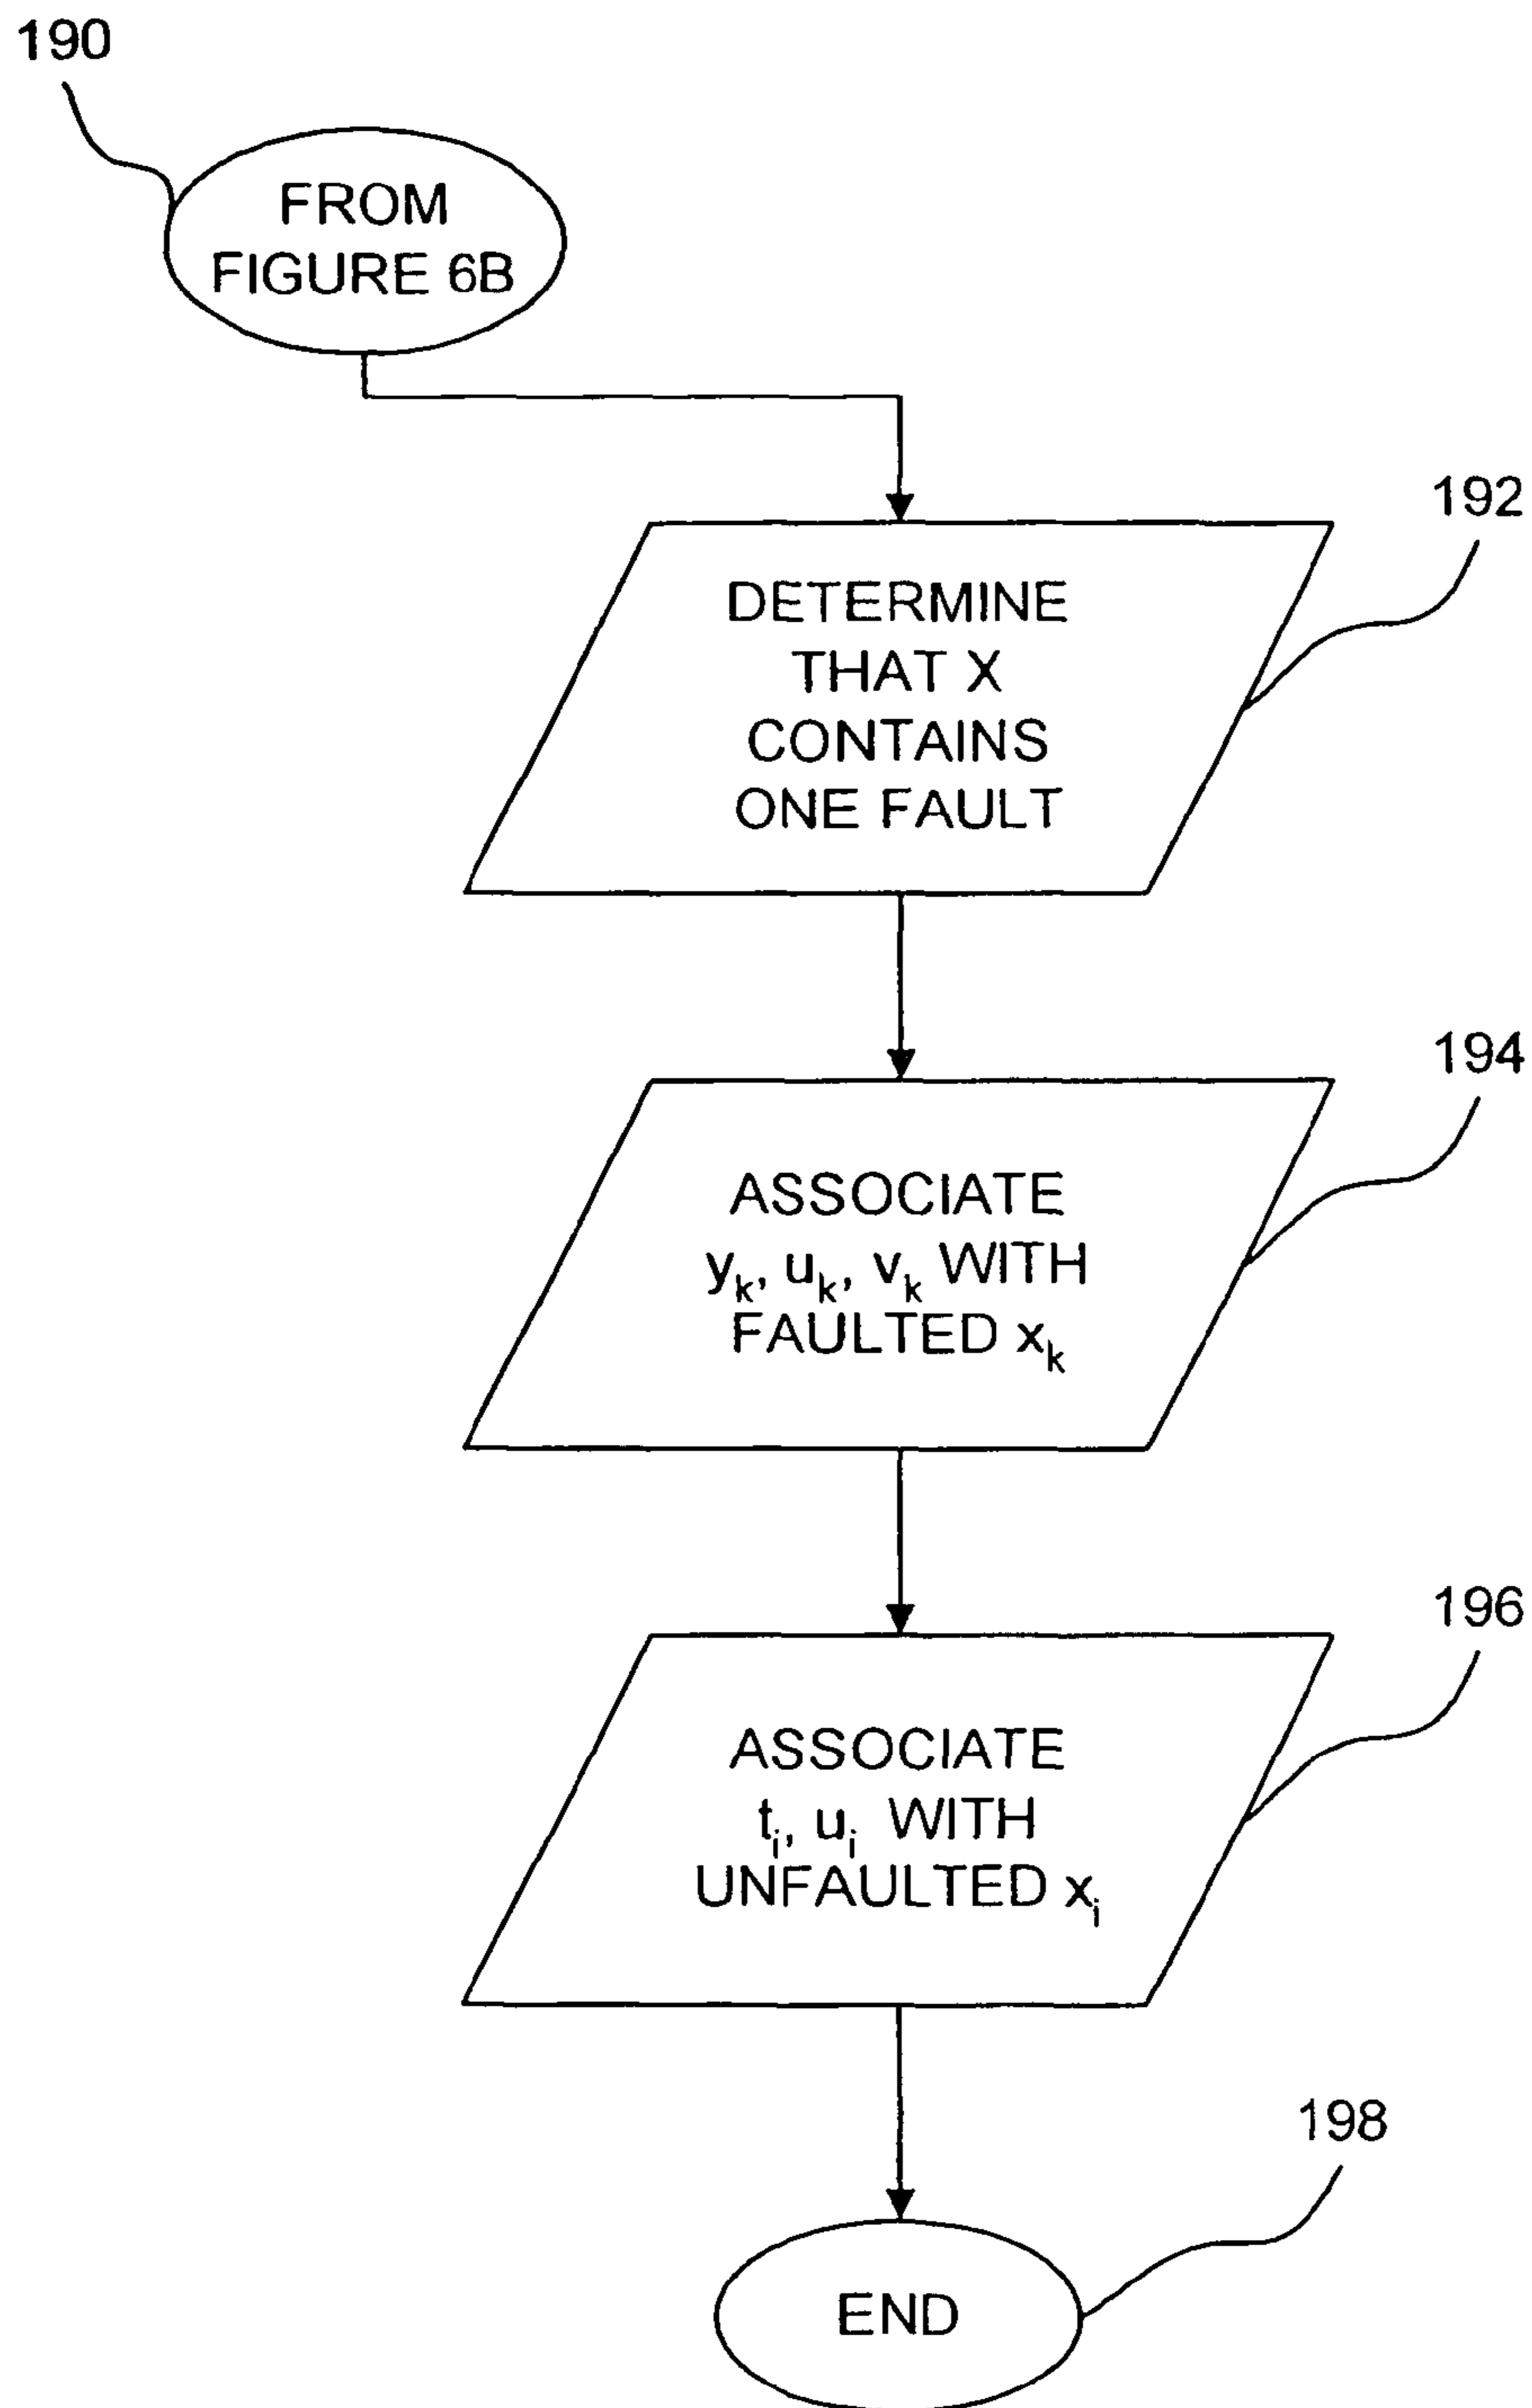 190
FROM
FIGURE 6B
192
DETERMINE
THAT X
CONTAINS
ONE FAULT
194
ASSOCIATE
yₖ, uₖ, vₖ WITH
FAULTED xₖ
196
ASSOCIATE
tᵢ, uᵢ WITH
UNFAULTED xᵢ
198
END